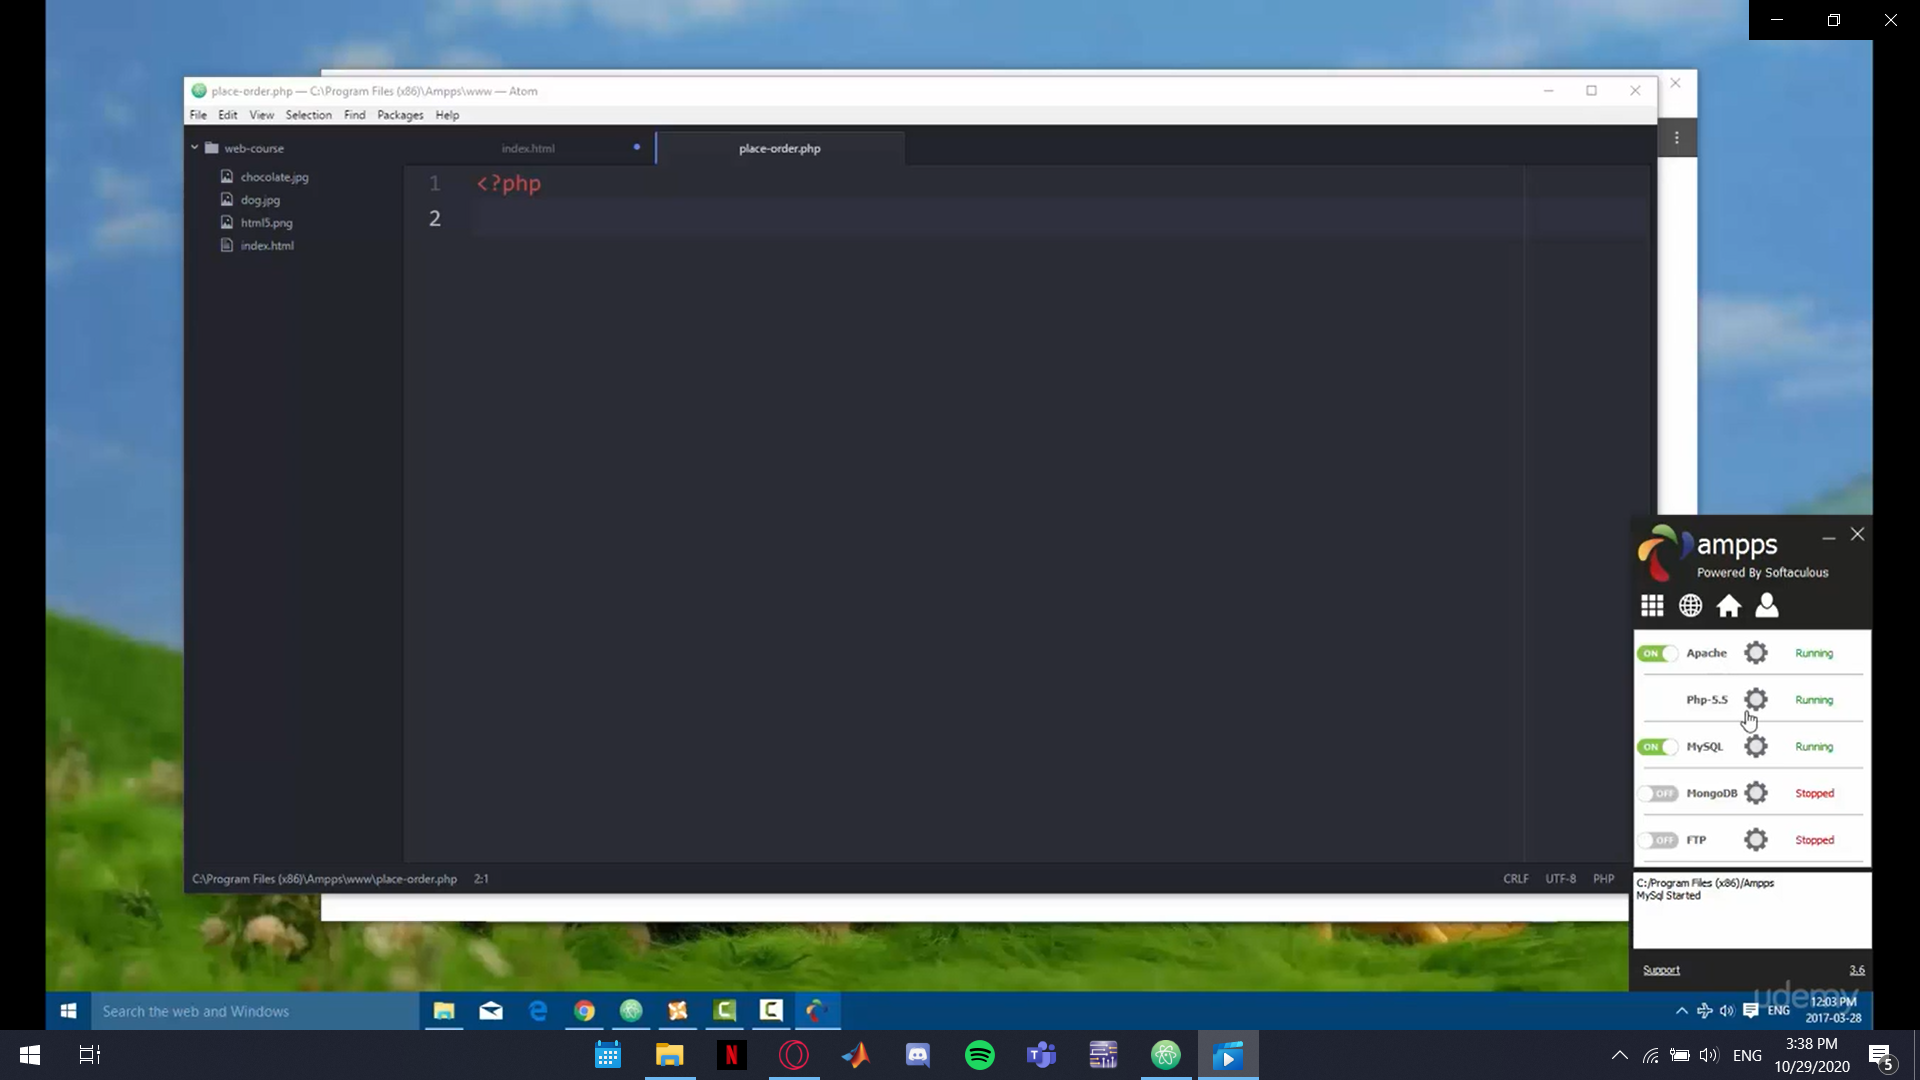 place-order.php — C:\Program Files (x86)\Ampps\www — Atom
File Edit View Selection Find Packages Help
web-course
chocolate.jpg
dog.jpg
html5.png
index.html
index.html
place-order.php
1 <?php
2
C:\Program Files (x86)\Ampps\www\place-order.php 2:1
CRLF UTF-8 PHP
ampps
Powered By Softaculous
ON Apache Running
Php-5.5 Running
ON MySQL Running
OFF MongoDB Stopped
OFF FTP Stopped
C:/Program Files (x86)/Ampps
MySql Started
Support 3.6
udemy
Search the web and Windows
ENG
12:03 PM
2017-03-28
ENG
3:38 PM
10/29/2020
5